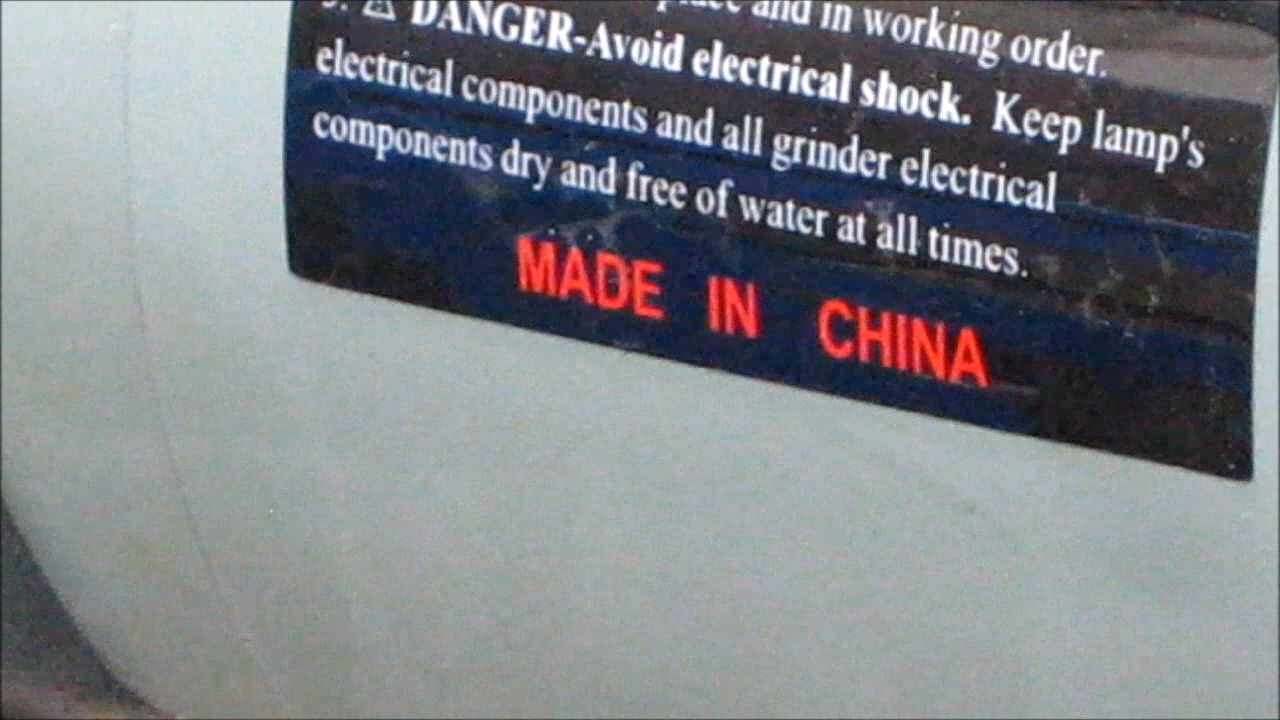 and in working order.
DANGER-Avoid electrical shock. Keep lamp's
electrical components and all grinder electrical
components dry and free of water at all times.
MADE IN CHINA